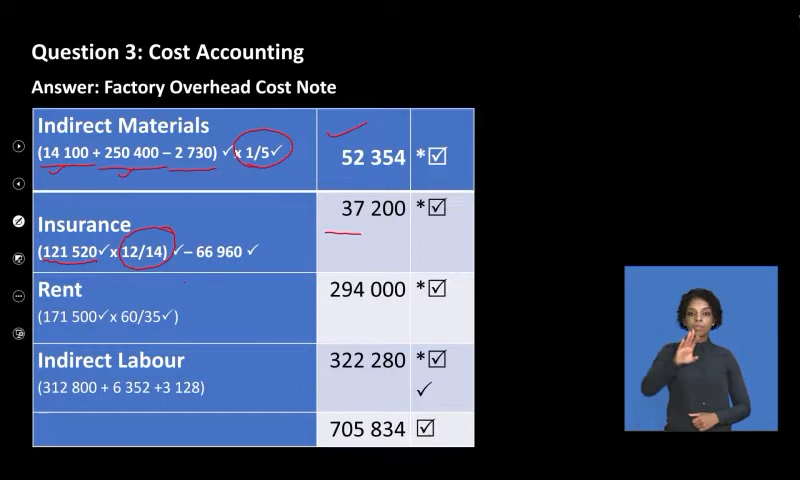 Question 3: Cost Accounting
Answer: Factory Overhead Cost Note
Indirect Materials
(14 100 + 250 400 – 2 730) ✓x 1/5✓
52 354 *☑
Insurance
(121 520✓x 12/14) ✓– 66 960 ✓
37 200 *☑
Rent
(171 500✓x 60/35✓)
294 000 *☑
Indirect Labour
(312 800 + 6 352 +3 128)
322 280 *☑
✓
705 834 ☑